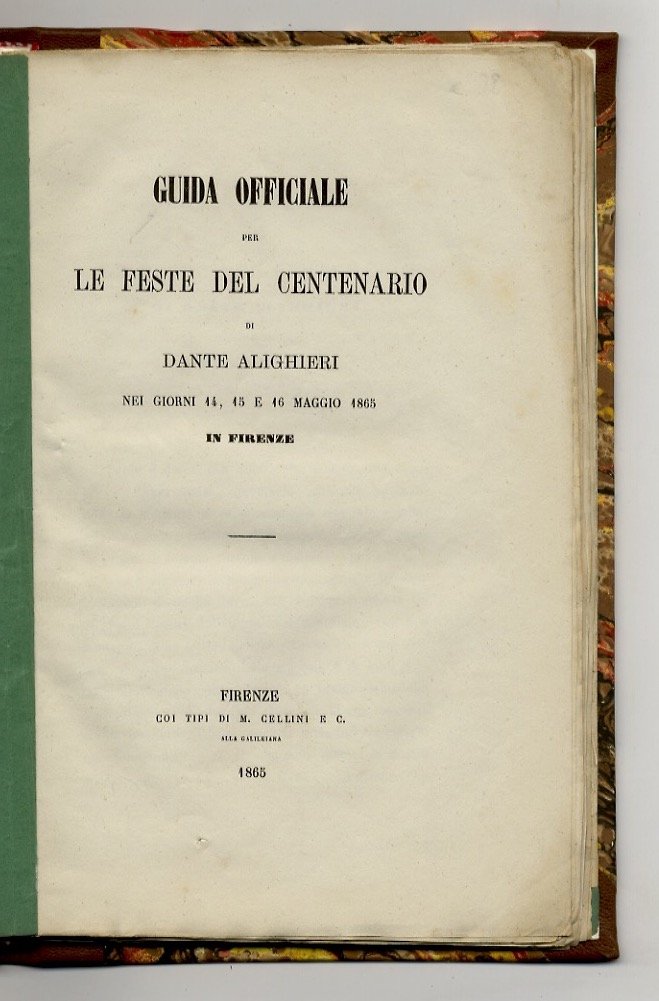 GUIDA OFFICIALE
PER
LE FESTE DEL CENTENARIO
DI
DANTE ALIGHIERI
NEI GIORNI 14, 15 E 16 MAGGIO 1865
IN FIRENZE
FIRENZE
COI TIPI DI M. CELLINI E C.
ALLA GALILEIANA
1865